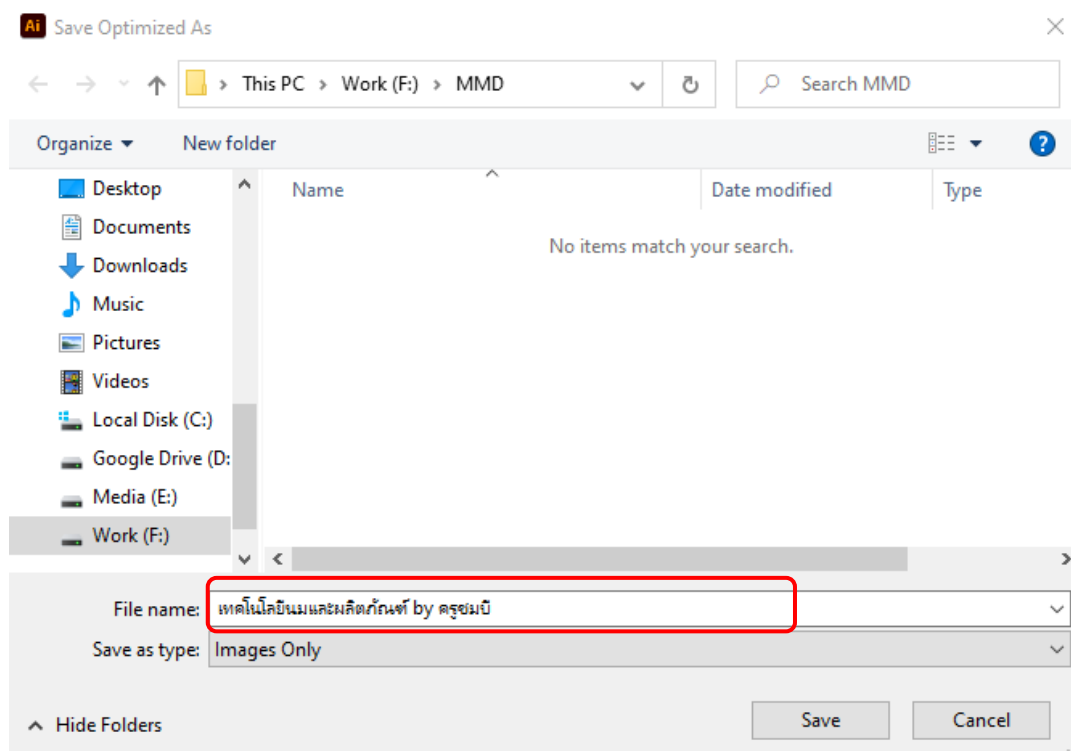 Ai Save Optimized As
This PC > Work (F:) > MMD
Search MMD
Organize New folder
?
Name Date modified Type
No items match your search.
Desktop
Documents
Downloads
Music
Pictures
Videos
Local Disk (C:)
Google Drive (D:
Media (E:)
Work (F:)
File name: เทคโนโลยีนมและผลิตภัณฑ์ by ครูชมบี
Save as type: Images Only
Hide Folders Save Cancel